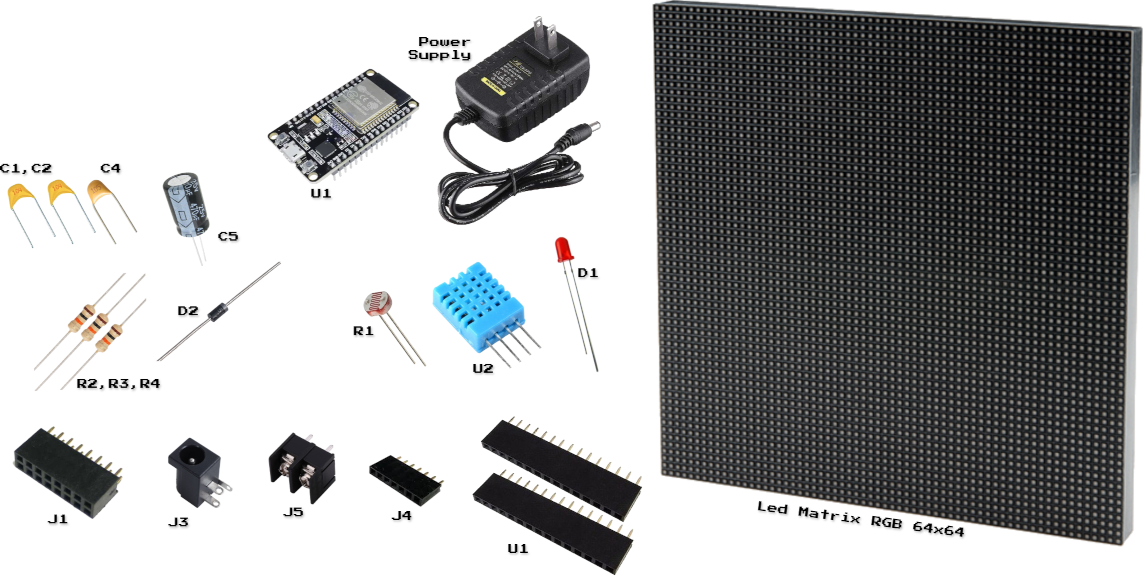 Power
Supply
U1
C1,C2
C4
C5
D2
D1
R1
U2
R2,R3,R4
J1
J3
J5
J4
U1
Led Matrix RGB 64x64